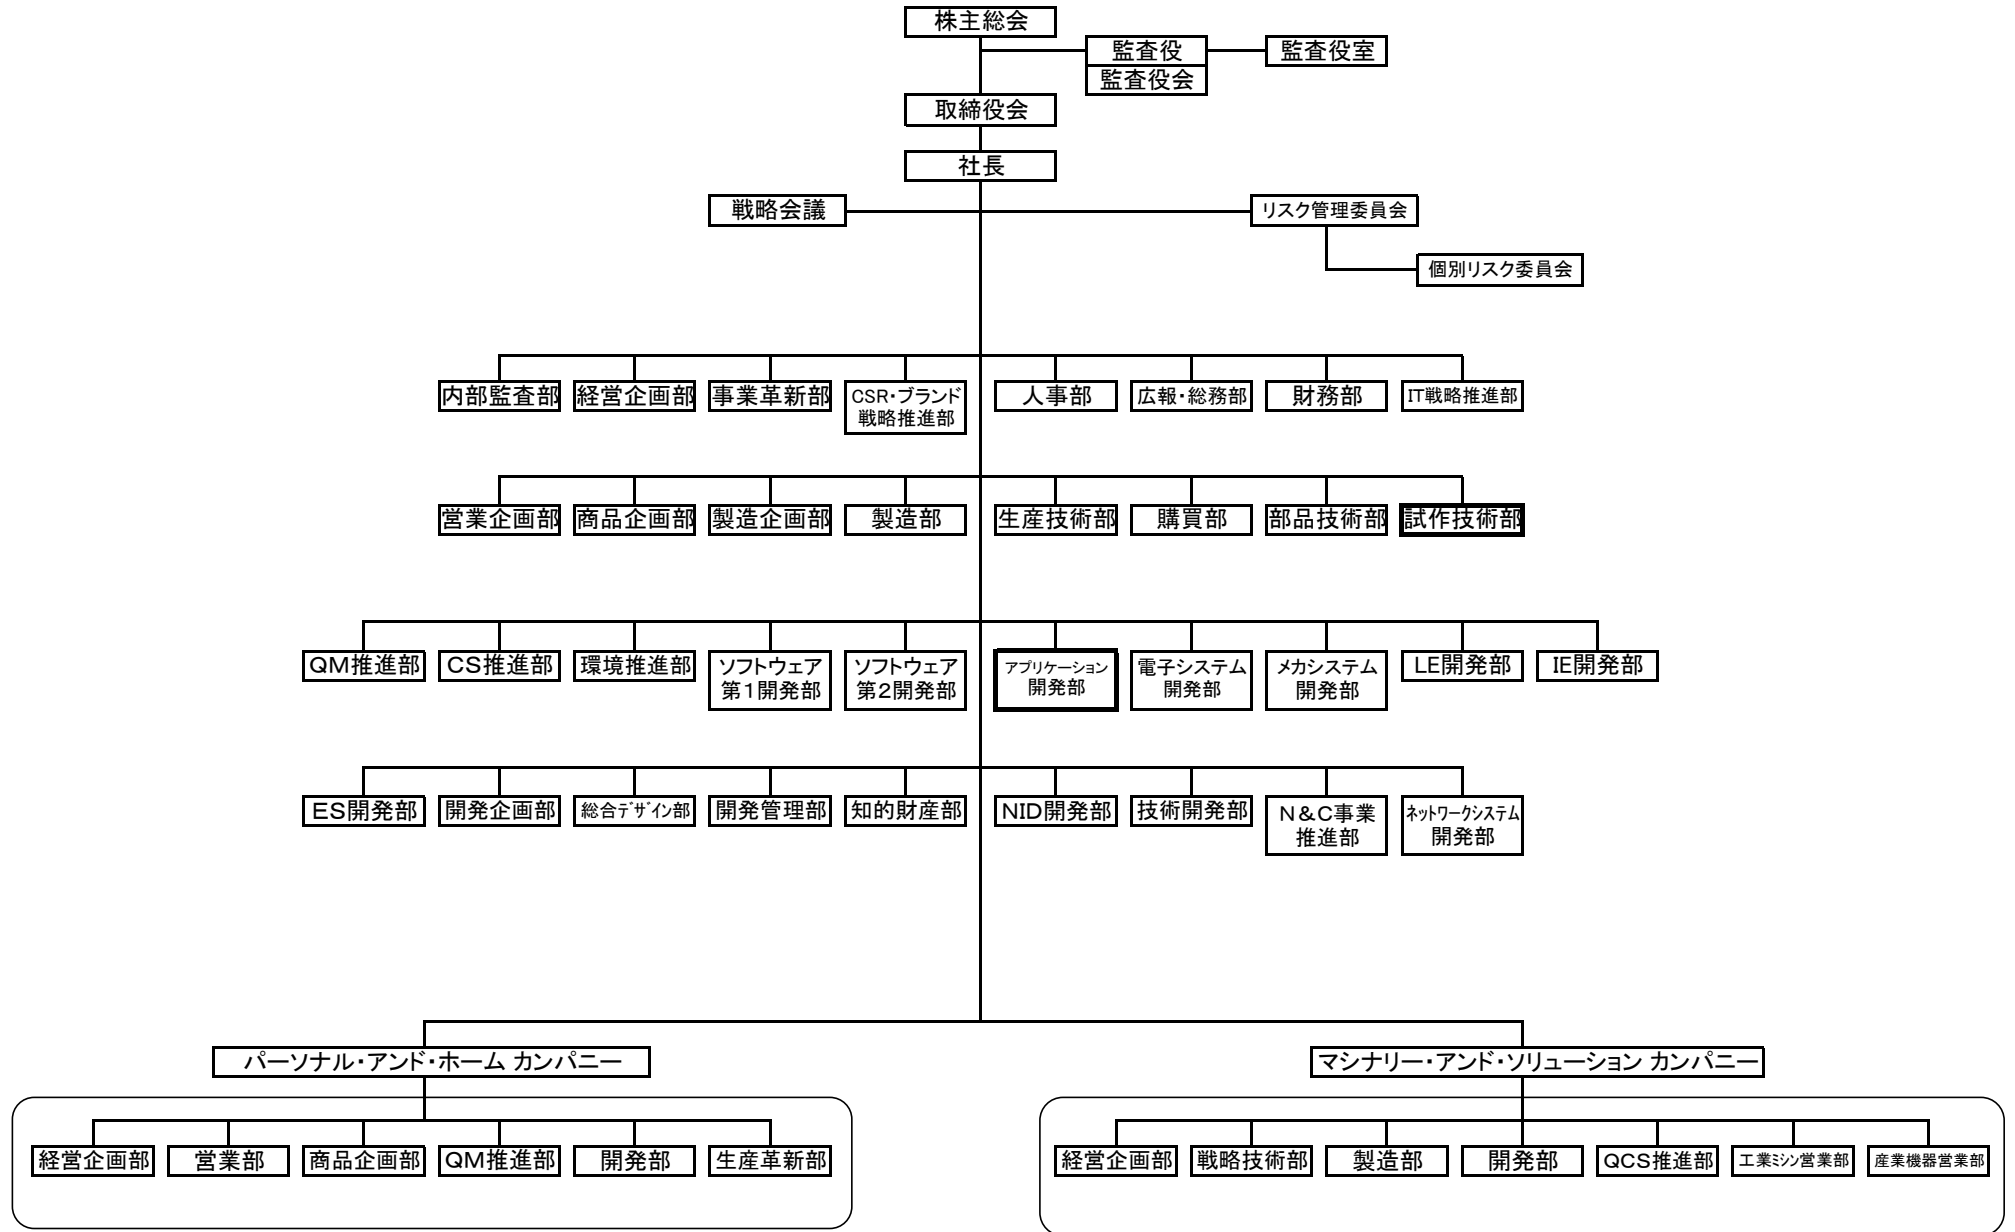 株主総会
監査役
監査役室
監査役会
取締役会
社長
戦略会議
リスク管理委員会
個別リスク委員会
内部監査部
経営企画部
事業革新部
CSR・ブランド
戦略推進部
人事部
広報・総務部
財務部
IT戦略推進部
営業企画部
商品企画部
製造企画部
製造部
生産技術部
購買部
部品技術部
試作技術部
QM推進部
CS推進部
環境推進部
ソフトウェア
第1開発部
ソフトウェア
第2開発部
アプリケーション
開発部
電子システム
開発部
メカシステム
開発部
LE開発部
IE開発部
ES開発部
開発企画部
総合デザイン部
開発管理部
知的財産部
NID開発部
技術開発部
N&C事業
推進部
ネットワークシステム
開発部
パーソナル・アンド・ホーム カンパニー
マシナリー・アンド・ソリューション カンパニー
経営企画部
営業部
商品企画部
QM推進部
開発部
生産革新部
経営企画部
戦略技術部
製造部
開発部
QCS推進部
工業ミシン営業部
産業機器営業部